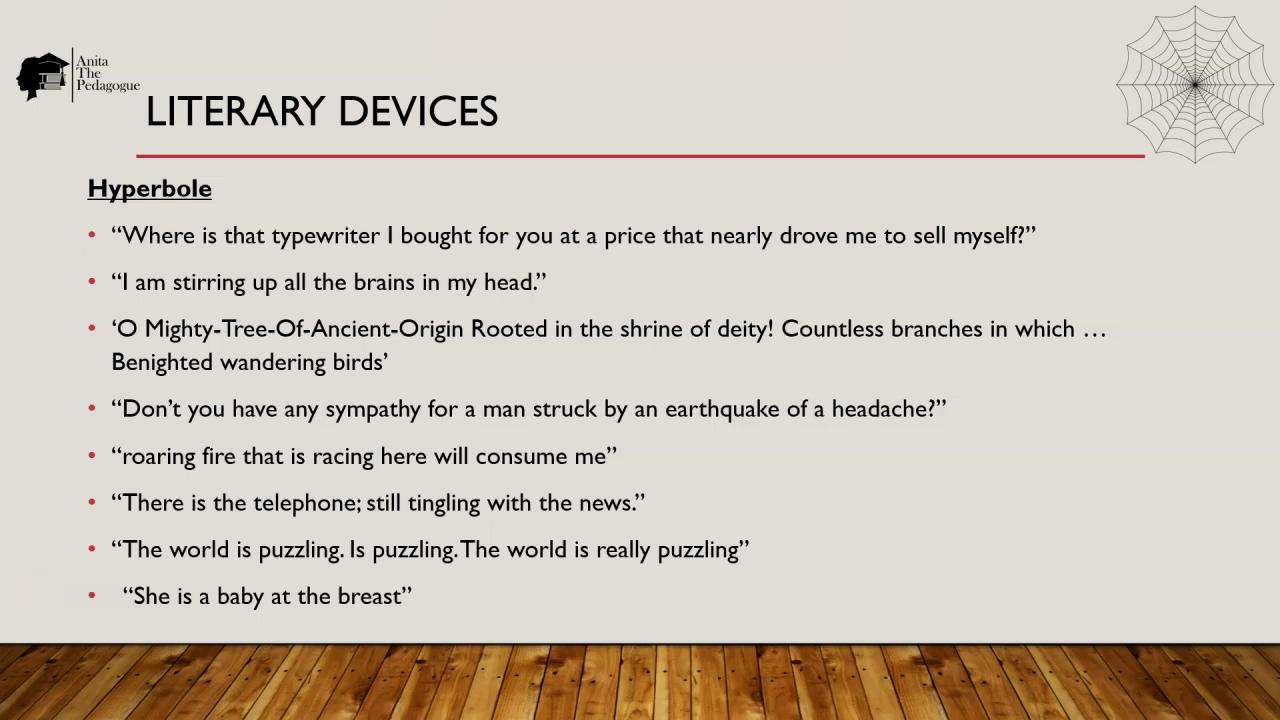 Anita
The
Pedagogue
LITERARY DEVICES
Hyperbole
• “Where is that typewriter I bought for you at a price that nearly drove me to sell myself?”
• “I am stirring up all the brains in my head.”
• ‘O Mighty-Tree-Of-Ancient-Origin Rooted in the shrine of deity! Countless branches in which …
Benighted wandering birds’
• “Don’t you have any sympathy for a man struck by an earthquake of a headache?”
• “roaring fire that is racing here will consume me”
• “There is the telephone; still tingling with the news.”
• “The world is puzzling. Is puzzling. The world is really puzzling”
• “She is a baby at the breast”